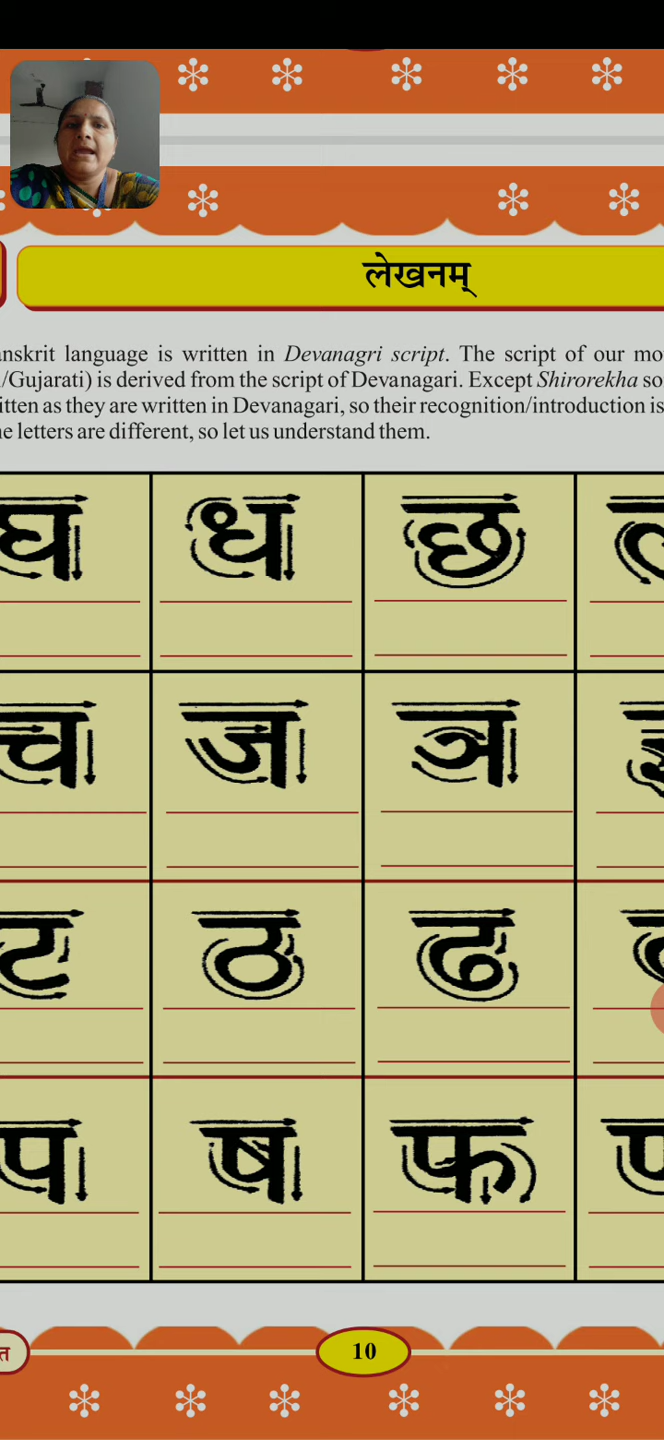 लेखनम्
anskrit language is written in Devanagri script. The script of our mo
/Gujarati) is derived from the script of Devanagari. Except Shirorekha so
itten as they are written in Devanagari, so their recognition/introduction is
e letters are different, so let us understand them.
घ ध छ
च ज ञ
ट ठ ढ
प ष फ
त
10